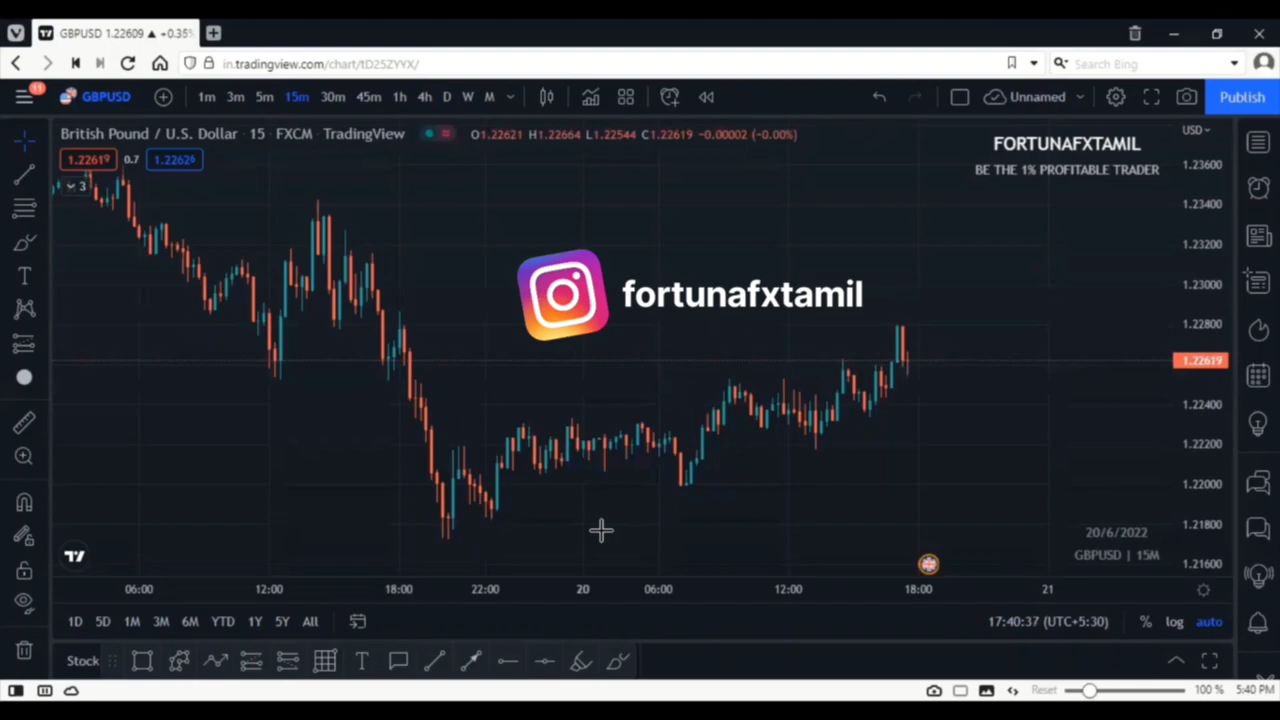 GBPUSD 1.22609 ▲ +0.35%
in.tradingview.com/chart/tD25ZYYX/
Search Bing
11
GBPUSD
1m 3m 5m 15m 30m 45m 1h 4h D W M
Unnamed
Publish
British Pound / U.S. Dollar · 15 · FXCM · TradingView
O1.22621 H1.22664 L1.22544 C1.22619 −0.00002 (−0.00%)
1.22619 0.7 1.22626
3
FORTUNAFXTAMIL
BE THE 1% PROFITABLE TRADER
fortunafxtamil
USD
1.23600
1.23400
1.23200
1.23000
1.22800
1.22619
1.22400
1.22200
1.22000
1.21800
1.21600
20/6/2022
GBPUSD | 15M
06:00 12:00 18:00 22:00 20 06:00 12:00 18:00 21
1D 5D 1M 3M 6M YTD 1Y 5Y All
17:40:37 (UTC+5:30) % log auto
Stock
Reset 100 % 5:40 PM